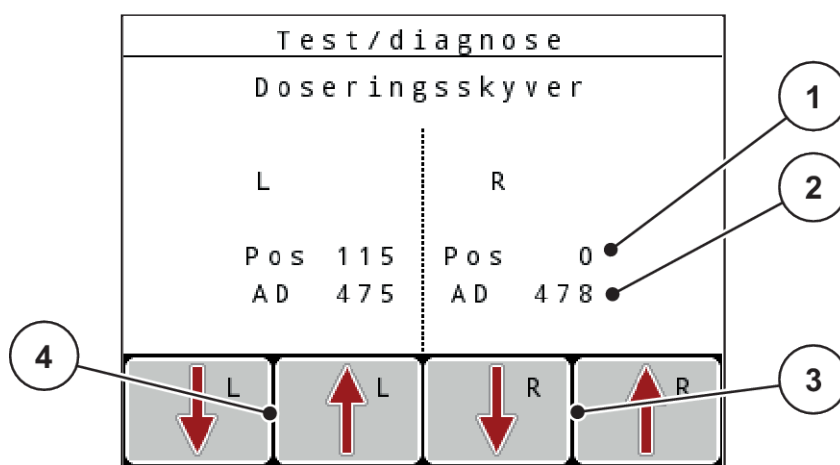 Test/diagnose
Doseringsskyver
L R
Pos 115 Pos 0
AD 475 AD 478
L L R R
1
2
3
4